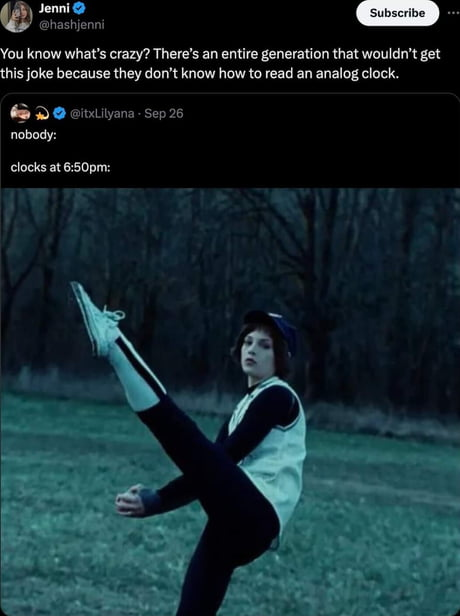 Jenni
@hashjenni
Subscribe
You know what’s crazy? There’s an entire generation that wouldn’t get
this joke because they don’t know how to read an analog clock.
@itxLilyana · Sep 26
nobody:
clocks at 6:50pm: